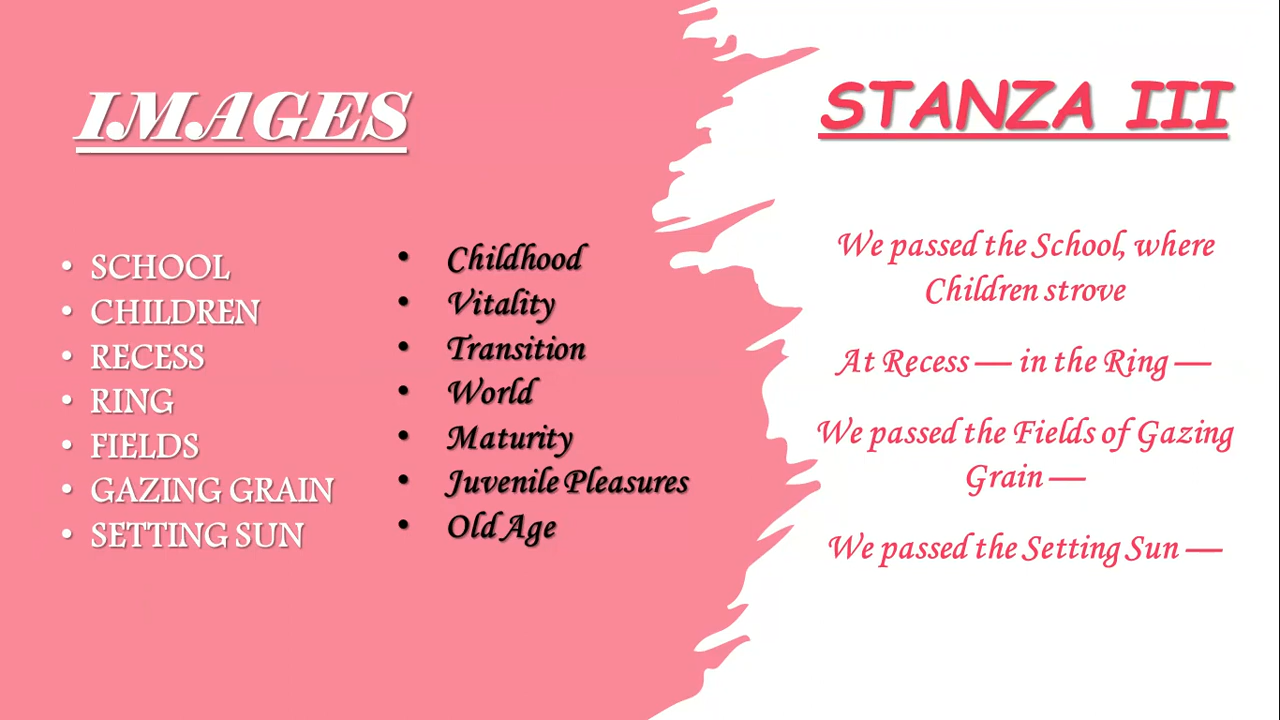 IMAGES
SCHOOL
CHILDREN
RECESS
RING
FIELDS
GAZING GRAIN
SETTING SUN
Childhood
Vitality
Transition
World
Maturity
Juvenile Pleasures
Old Age
STANZA III
We passed the School, where
Children strove
At Recess — in the Ring —
We passed the Fields of Gazing
Grain —
We passed the Setting Sun —